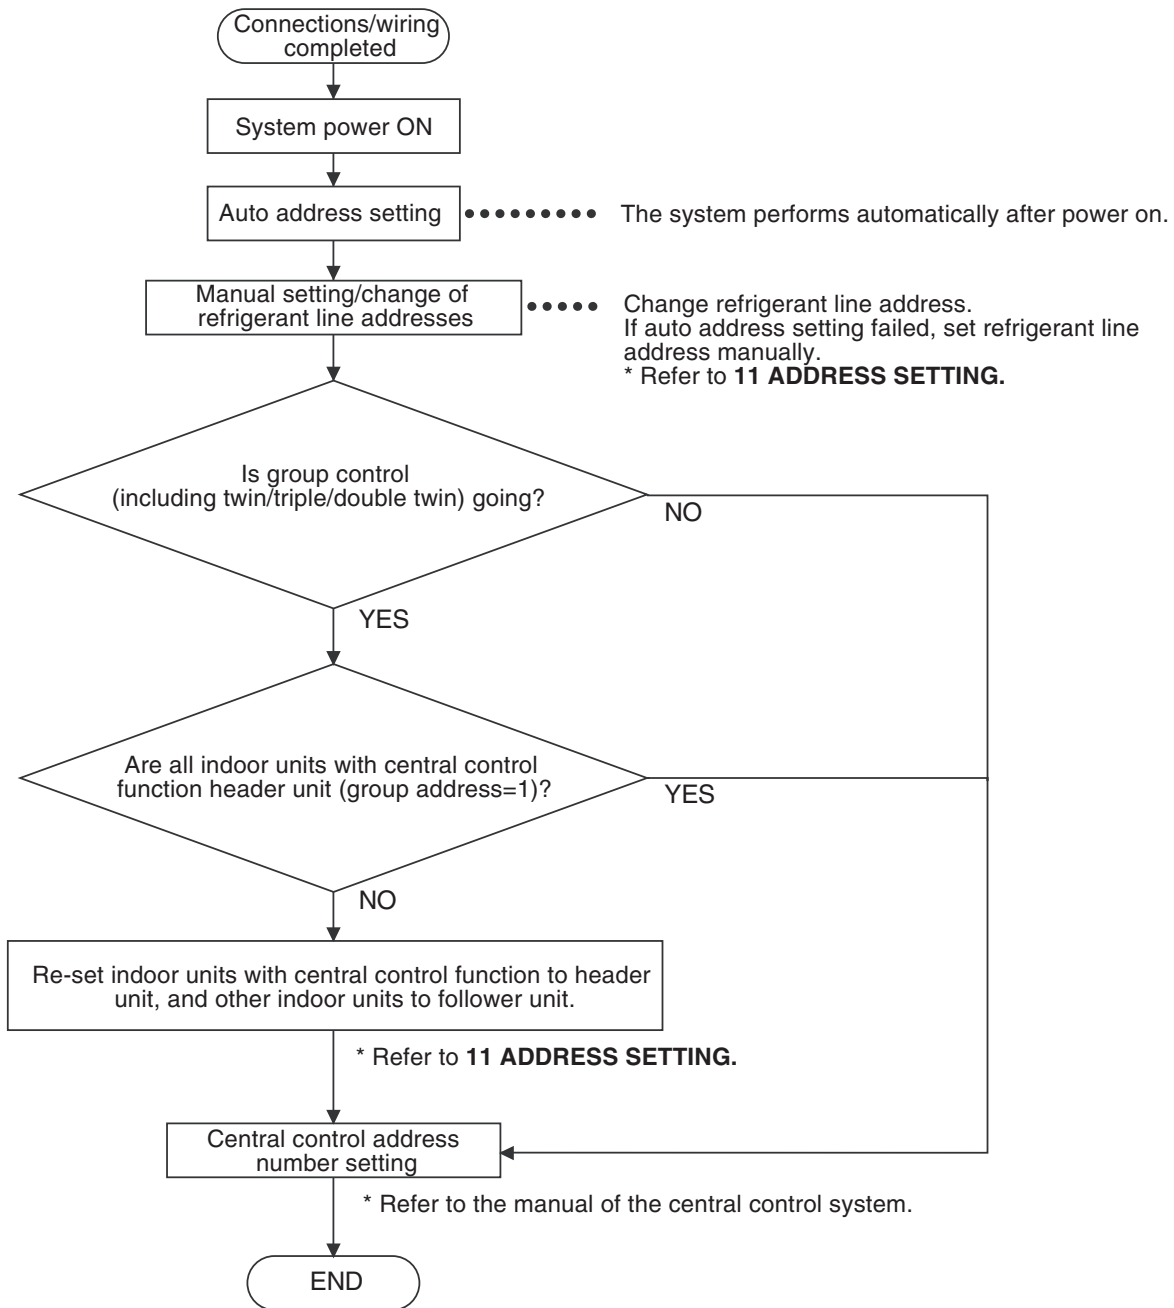 Connections/wiring
completed
System power ON
Auto address setting
The system performs automatically after power on.
Manual setting/change of
refrigerant line addresses
Change refrigerant line address.
If auto address setting failed, set refrigerant line
address manually.
* Refer to 11 ADDRESS SETTING.
Is group control
(including twin/triple/double twin) going?
NO
YES
Are all indoor units with central control
function header unit (group address=1)?
YES
NO
Re-set indoor units with central control function to header
unit, and other indoor units to follower unit.
* Refer to 11 ADDRESS SETTING.
Central control address
number setting
* Refer to the manual of the central control system.
END